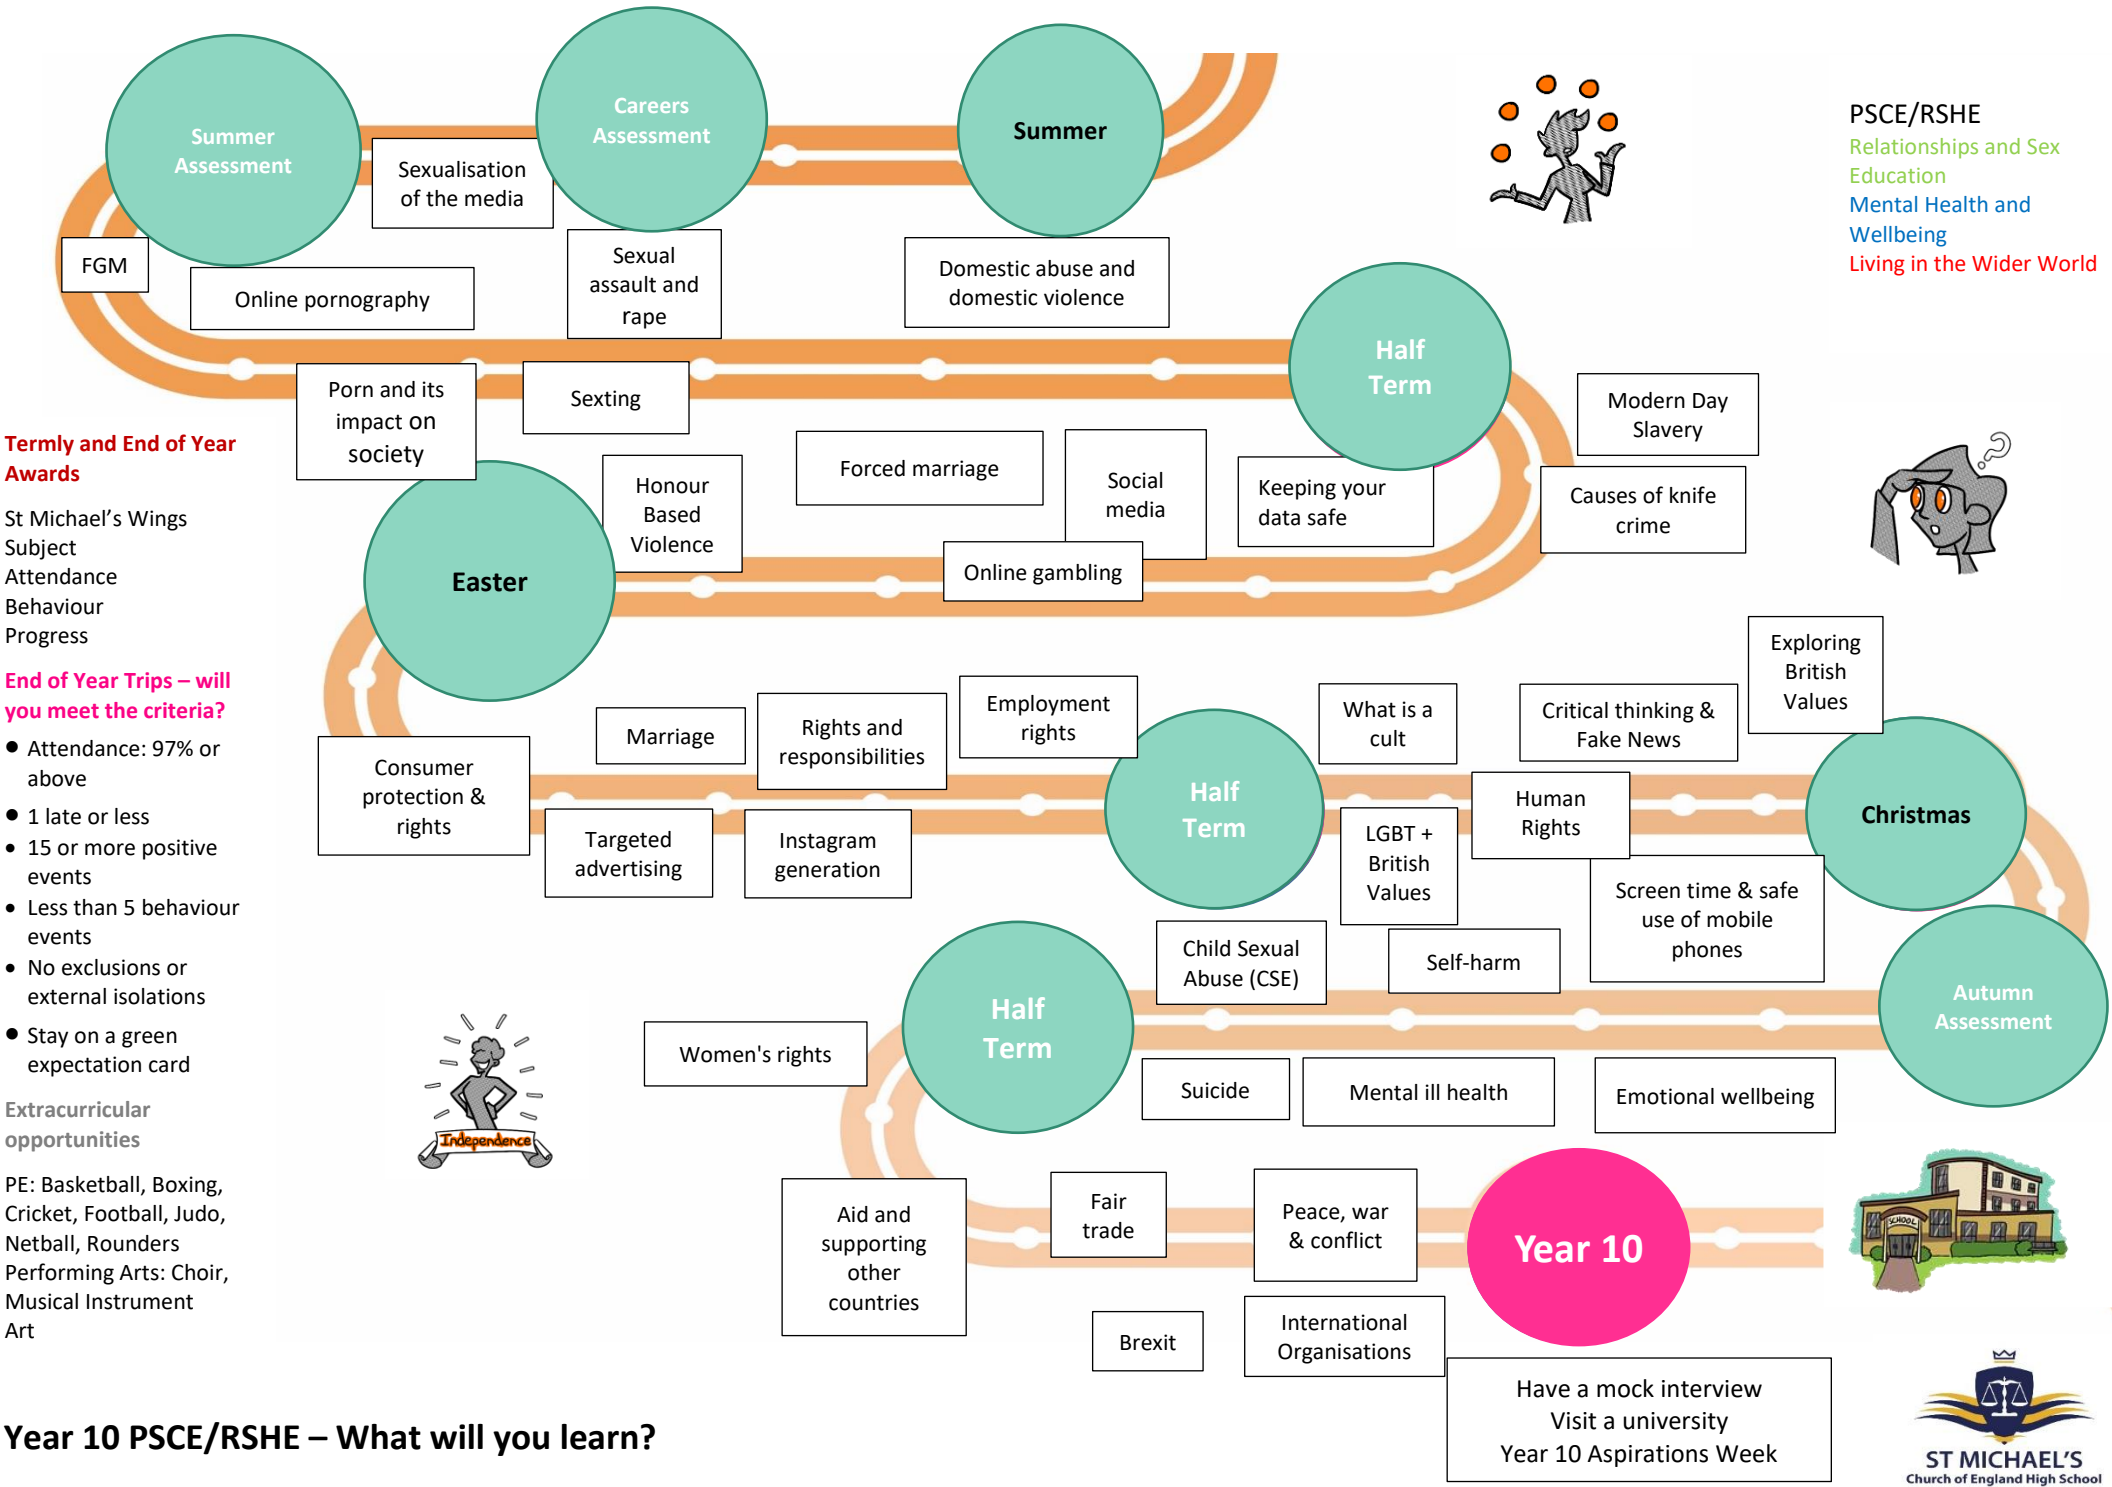 Summer
Assessment
Careers
Assessment
Summer
Sexualisation
of the media
FGM
Online pornography
Sexual
assault and
rape
Domestic abuse and
domestic violence
PSCE/RSHE
Relationships and Sex
Education
Mental Health and
Wellbeing
Living in the Wider World
Half
Term
Porn and its
impact on
society
Sexting
Modern Day
Slavery
Causes of knife
crime
Forced marriage
Social
media
Keeping your
data safe
Honour
Based
Violence
Online gambling
Easter
Termly and End of Year
Awards
St Michael's Wings
Subject
Attendance
Behaviour
Progress
End of Year Trips – will
you meet the criteria?
• Attendance: 97% or
above
• 1 late or less
• 15 or more positive
events
• Less than 5 behaviour
events
• No exclusions or
external isolations
• Stay on a green
expectation card
Extracurricular
opportunities
PE: Basketball, Boxing,
Cricket, Football, Judo,
Netball, Rounders
Performing Arts: Choir,
Musical Instrument
Art
Consumer
protection &
rights
Marriage
Rights and
responsibilities
Employment
rights
Targeted
advertising
Instagram
generation
Half
Term
What is a
cult
Critical thinking &
Fake News
Exploring
British
Values
LGBT +
British
Values
Human
Rights
Christmas
Screen time & safe
use of mobile
phones
Child Sexual
Abuse (CSE)
Self-harm
Autumn
Assessment
Half
Term
Women's rights
Suicide
Mental ill health
Emotional wellbeing
Independence
Aid and
supporting
other
countries
Fair
trade
Peace, war
& conflict
Year 10
SCHOOL
Brexit
International
Organisations
Have a mock interview
Visit a university
Year 10 Aspirations Week
Year 10 PSCE/RSHE – What will you learn?
ST MICHAEL'S
Church of England High School